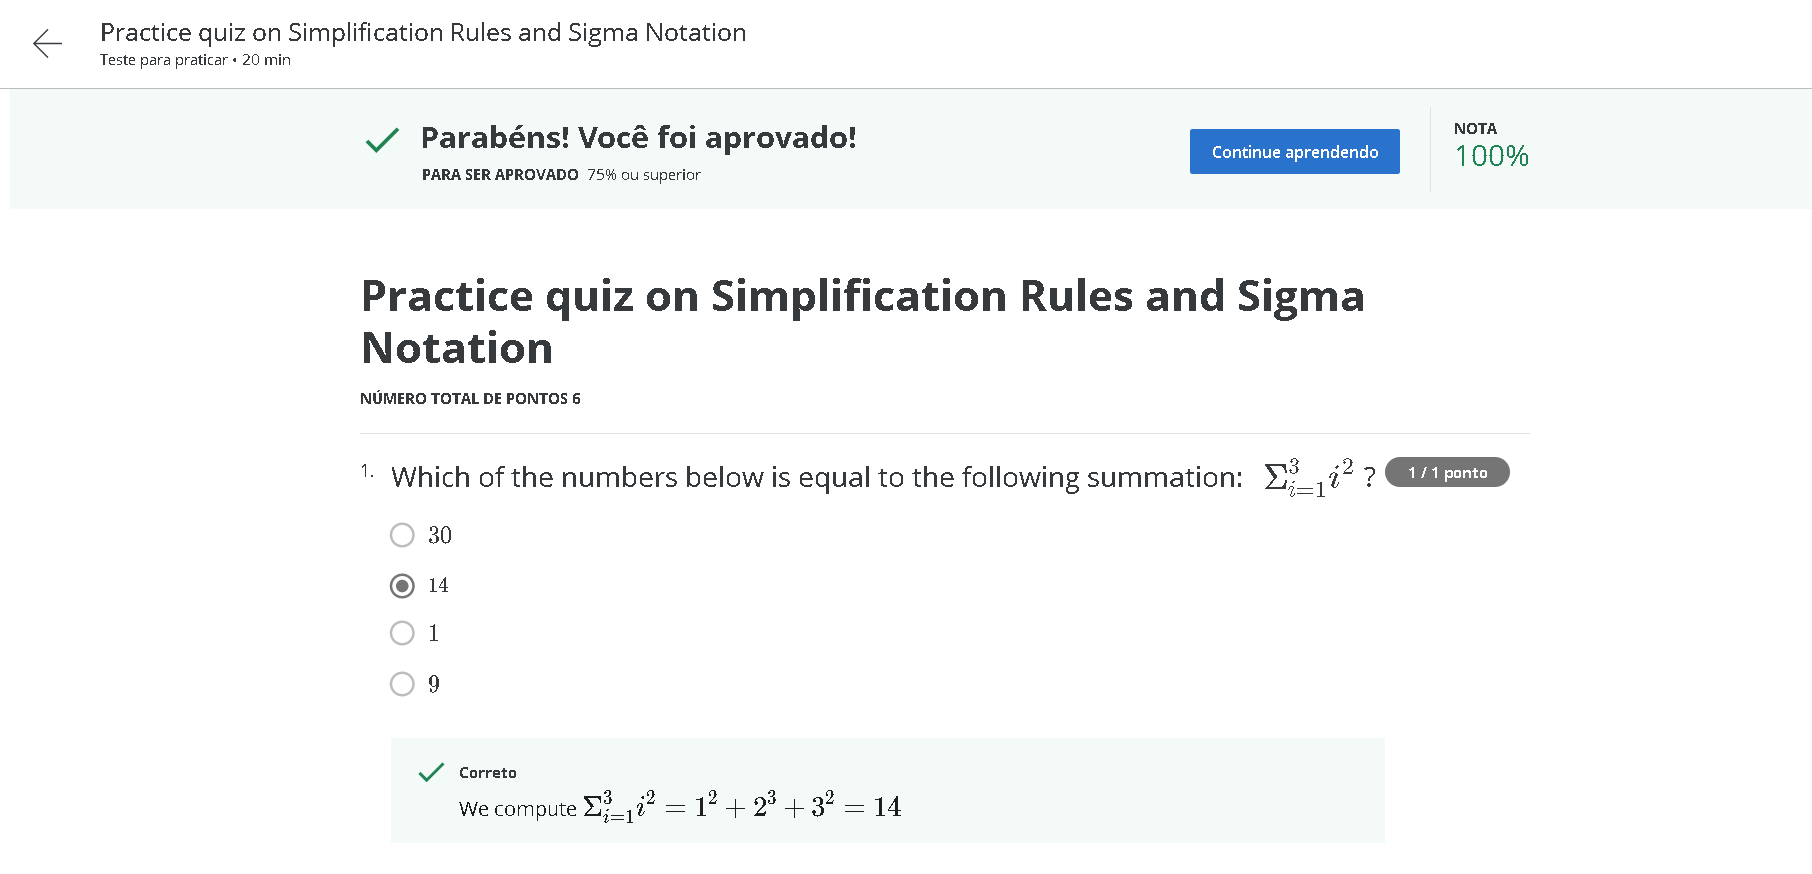 Practice quiz on Simplification Rules and Sigma Notation
Teste para praticar • 20 min
Parabéns! Você foi aprovado!
PARA SER APROVADO 75% ou superior
Continue aprendendo
NOTA
100%
Practice quiz on Simplification Rules and Sigma
Notation
NÚMERO TOTAL DE PONTOS 6
1. Which of the numbers below is equal to the following summation: Σ_{i=1}^{3} i^2 ? 1 / 1 ponto
30
14
1
9
Correto
We compute Σ_{i=1}^{3} i^2 = 1^2 + 2^3 + 3^2 = 14